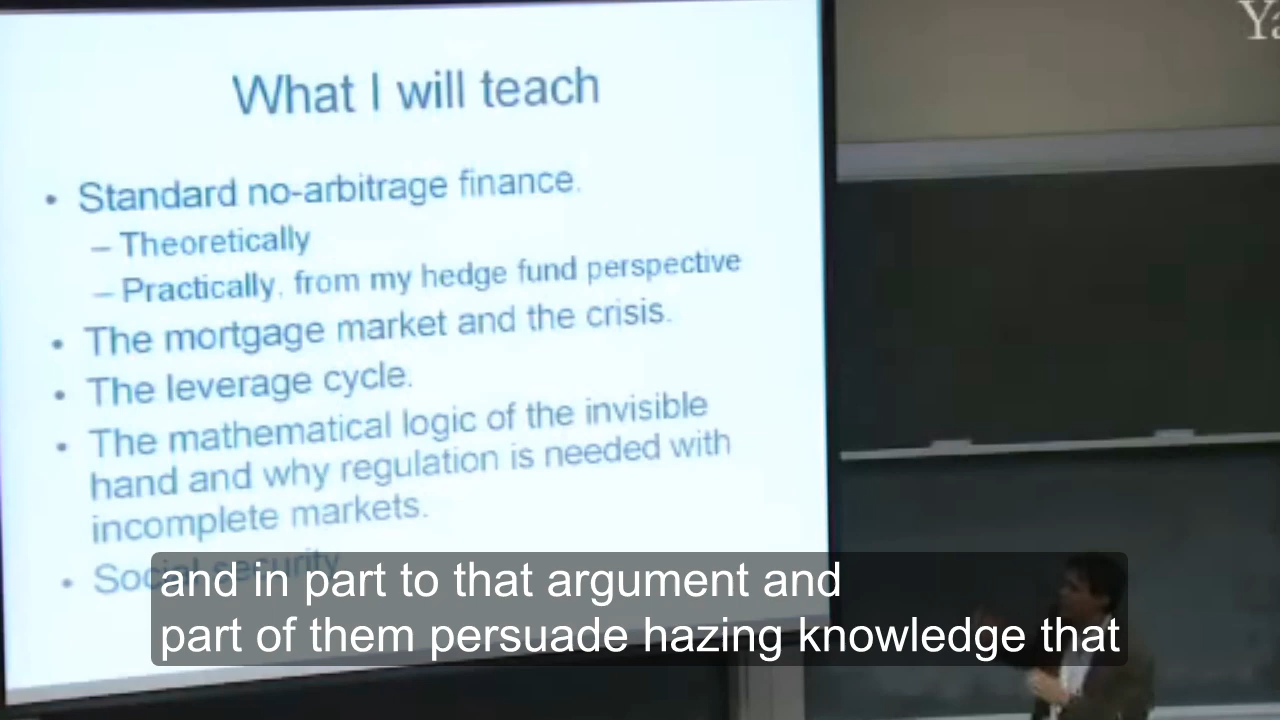 Ya
What I will teach
• Standard no-arbitrage finance.
– Theoretically
– Practically, from my hedge fund perspective
• The mortgage market and the crisis.
• The leverage cycle.
• The mathematical logic of the invisible
hand and why regulation is needed with
incomplete markets.
• Social security
and in part to that argument and
part of them persuade hazing knowledge that